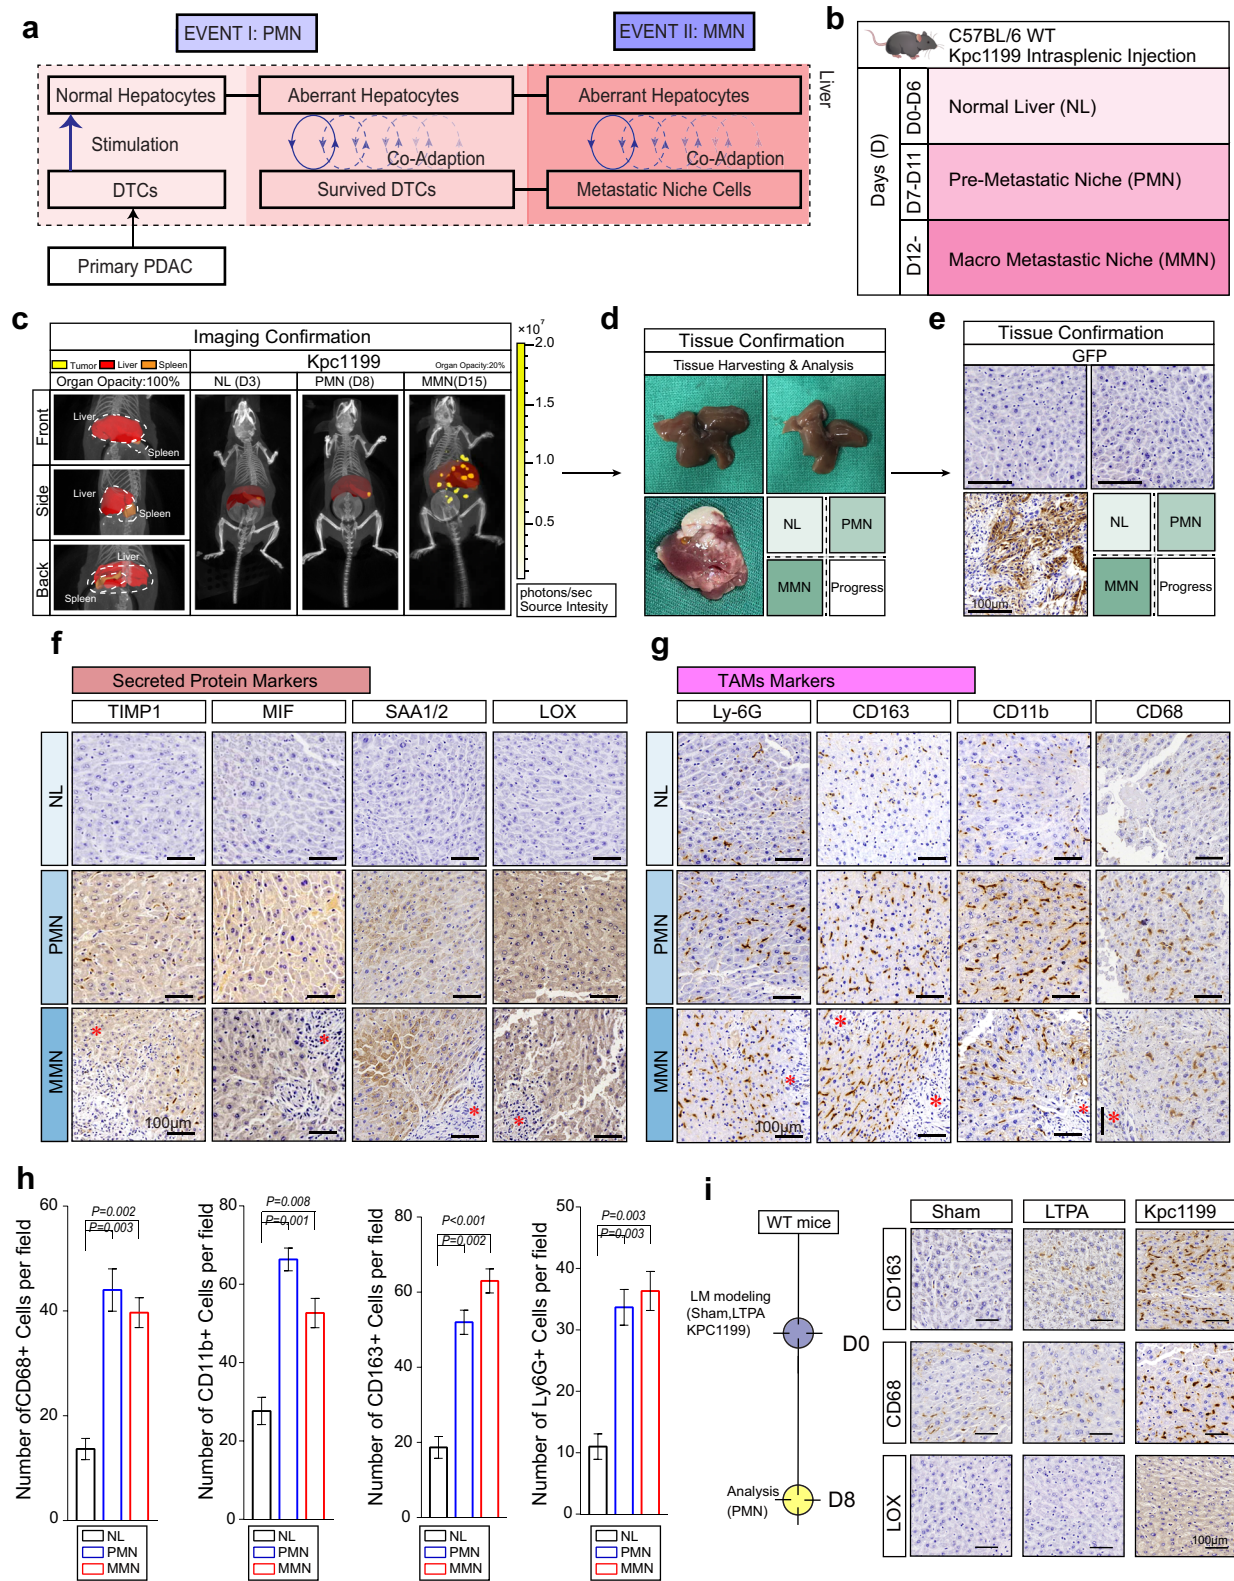 a
EVENT I: PMN
EVENT II: MMN
Normal Hepatocytes
Aberrant Hepatocytes
Aberrant Hepatocytes
Liver
Stimulation
Co-Adaption
Co-Adaption
DTCs
Survived DTCs
Metastatic Niche Cells
Primary PDAC
b
C57BL/6 WT
Kpc1199 Intrasplenic Injection
Days (D)
D0-D6
Normal Liver (NL)
D7-D11
Pre-Metastatic Niche (PMN)
D12-
Macro Metastastic Niche (MMN)
c
Imaging Confirmation
Tumor
Liver
Spleen
Kpc1199
Organ Opacity:20%
Organ Opacity:100%
NL (D3)
PMN (D8)
MMN(D15)
Front
Liver
Spleen
Side
Liver
Spleen
Back
Liver
Spleen
×10⁷
2.0
1.5
1.0
0.5
photons/sec
Source Intesity
d
Tissue Confirmation
Tissue Harvesting & Analysis
NL
PMN
MMN
Progress
e
Tissue Confirmation
GFP
NL
PMN
MMN
Progress
100μm
f
Secreted Protein Markers
TIMP1
MIF
SAA1/2
LOX
NL
PMN
MMN
*
*
*
*
100μm
g
TAMs Markers
Ly-6G
CD163
CD11b
CD68
NL
PMN
MMN
*
*
*
*
*
100μm
h
Number ofCD68+ Cells per field
60
40
20
0
P=0.002
P=0.003
NL
PMN
MMN
Number of CD11b+ Cells per field
80
60
40
20
0
P=0.008
P=0.001
NL
PMN
MMN
Number of CD163+ Cells per field
80
60
40
20
0
P<0.001
P=0.002
NL
PMN
MMN
Number of Ly6G+ Cells per field
50
40
30
20
10
0
P=0.003
P=0.003
NL
PMN
MMN
i
WT mice
LM modeling
(Sham,LTPA
KPC1199)
D0
Analysis
(PMN)
D8
Sham
LTPA
Kpc1199
CD163
CD68
LOX
100μm